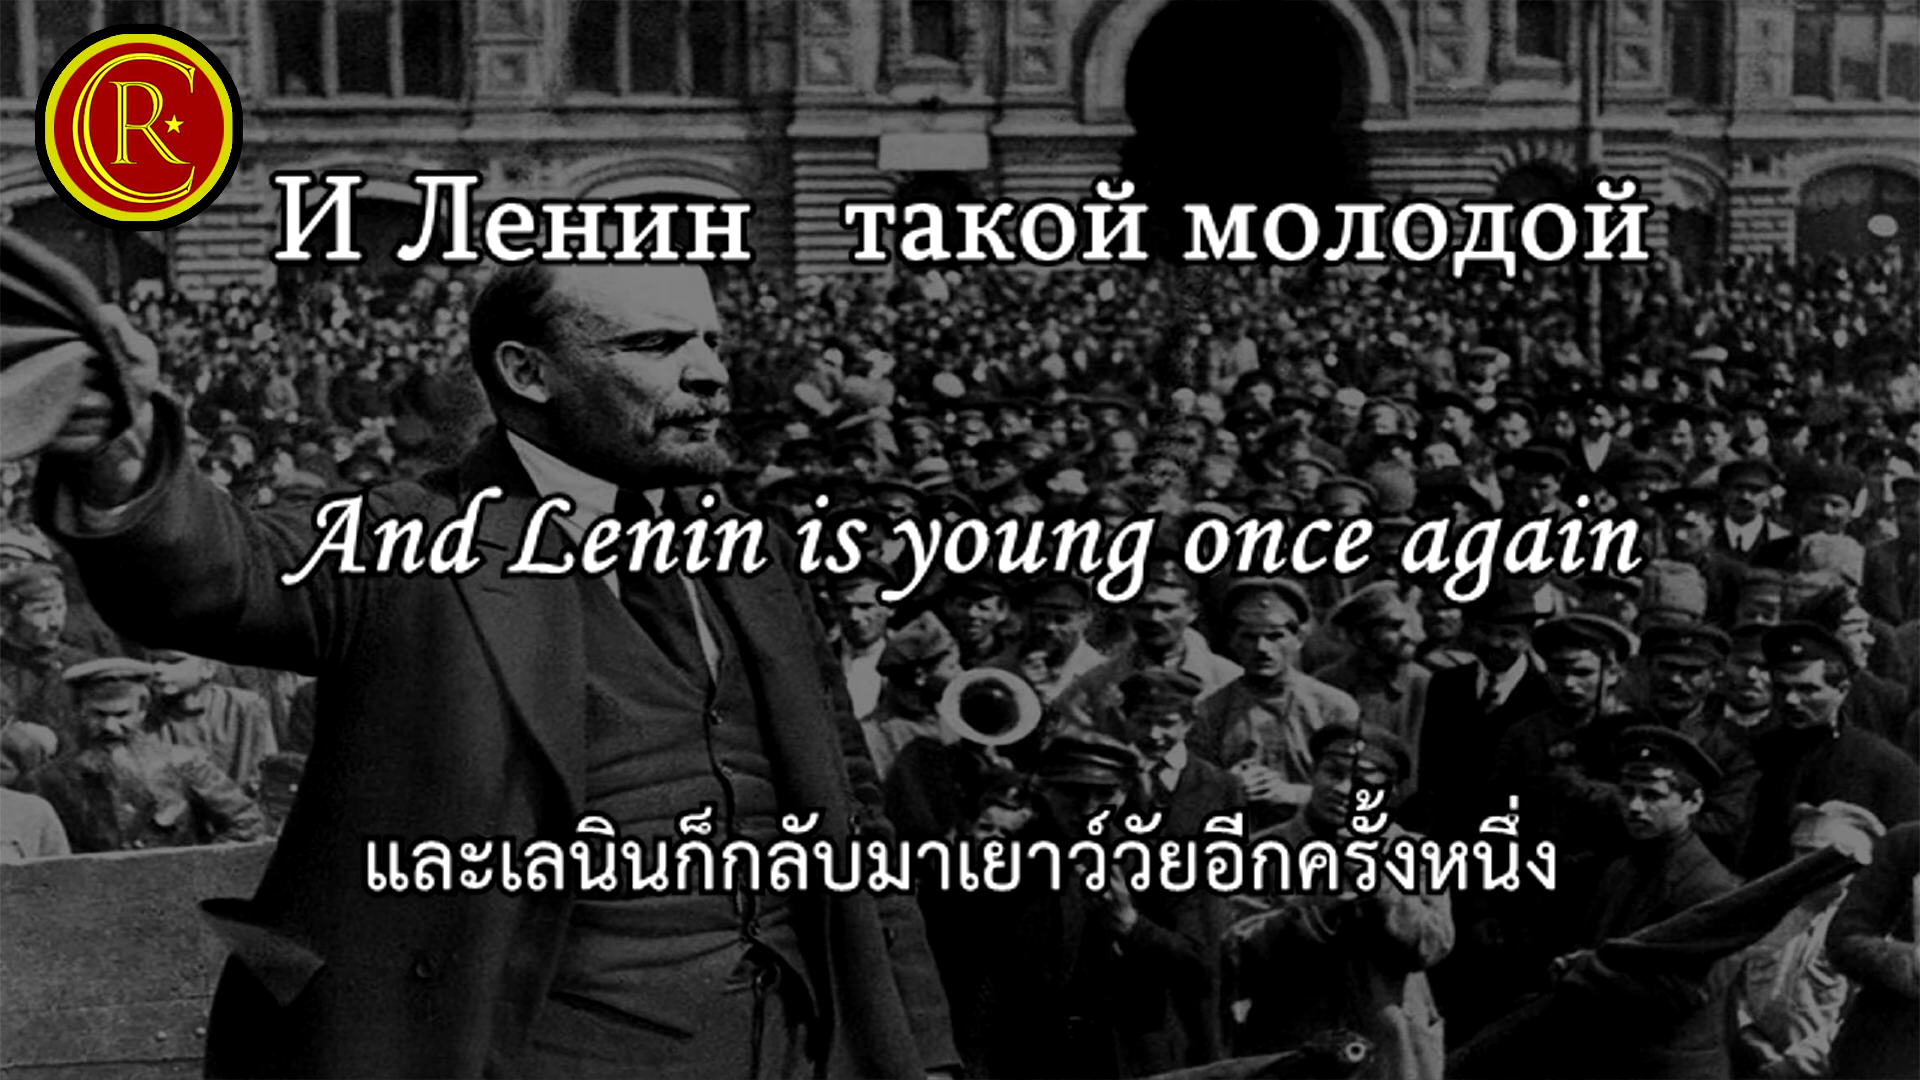 CR
И Ленин такой молодой
And Lenin is young once again
และเลนินก็กลับมาเยาว์วัยอีกครั้งหนึ่ง